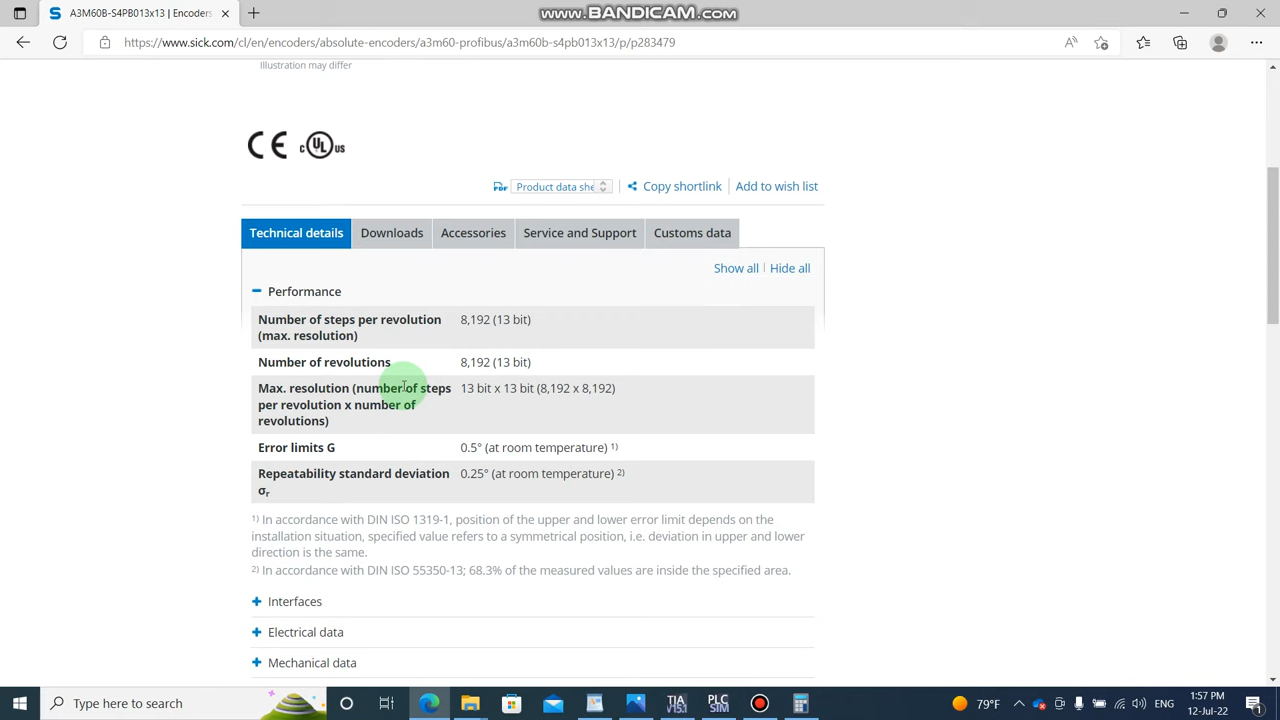 www.BANDICAM.com
A3M60B-S4PB013x13 | Encoders
https://www.sick.com/cl/en/encoders/absolute-encoders/a3m60-profibus/a3m60b-s4pb013x13/p/p283479
Illustration may differ
CE c UL US
PDF Product data she | Copy shortlink | Add to wish list
Technical details Downloads Accessories Service and Support Customs data
Show all | Hide all
Performance
Number of steps per revolution 8,192 (13 bit)
(max. resolution)
Number of revolutions 8,192 (13 bit)
Max. resolution (number of steps 13 bit x 13 bit (8,192 x 8,192)
per revolution x number of
revolutions)
Error limits G 0.5° (at room temperature) 1)
Repeatability standard deviation 0.25° (at room temperature) 2)
σr
1) In accordance with DIN ISO 1319-1, position of the upper and lower error limit depends on the
installation situation, specified value refers to a symmetrical position, i.e. deviation in upper and lower
direction is the same.
2) In accordance with DIN ISO 55350-13; 68.3% of the measured values are inside the specified area.
Interfaces
Electrical data
Mechanical data
Type here to search
TIA V15.1
PLC SIM
79°F
ENG
1:57 PM
12-Jul-22
1